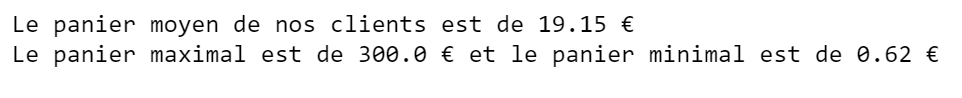 Le panier moyen de nos clients est de 19.15 €
Le panier maximal est de 300.0 € et le panier minimal est de 0.62 €